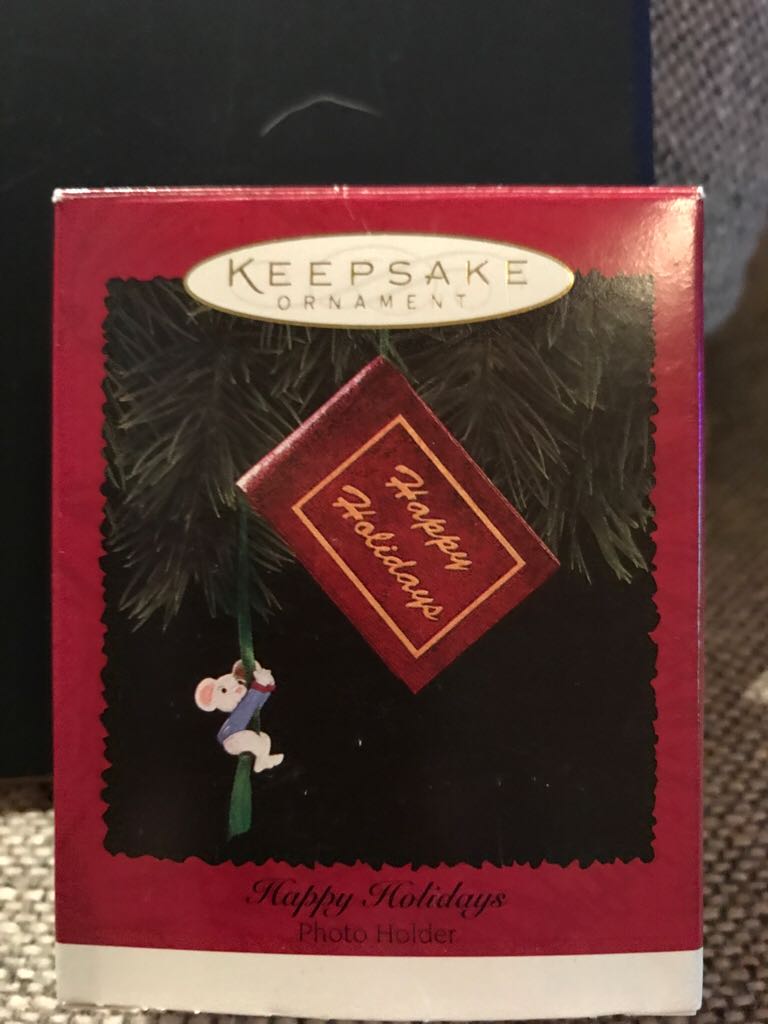 KEEPSAKE
ORNAMENT
Happy
Holidays
Happy Holidays
Photo Holder